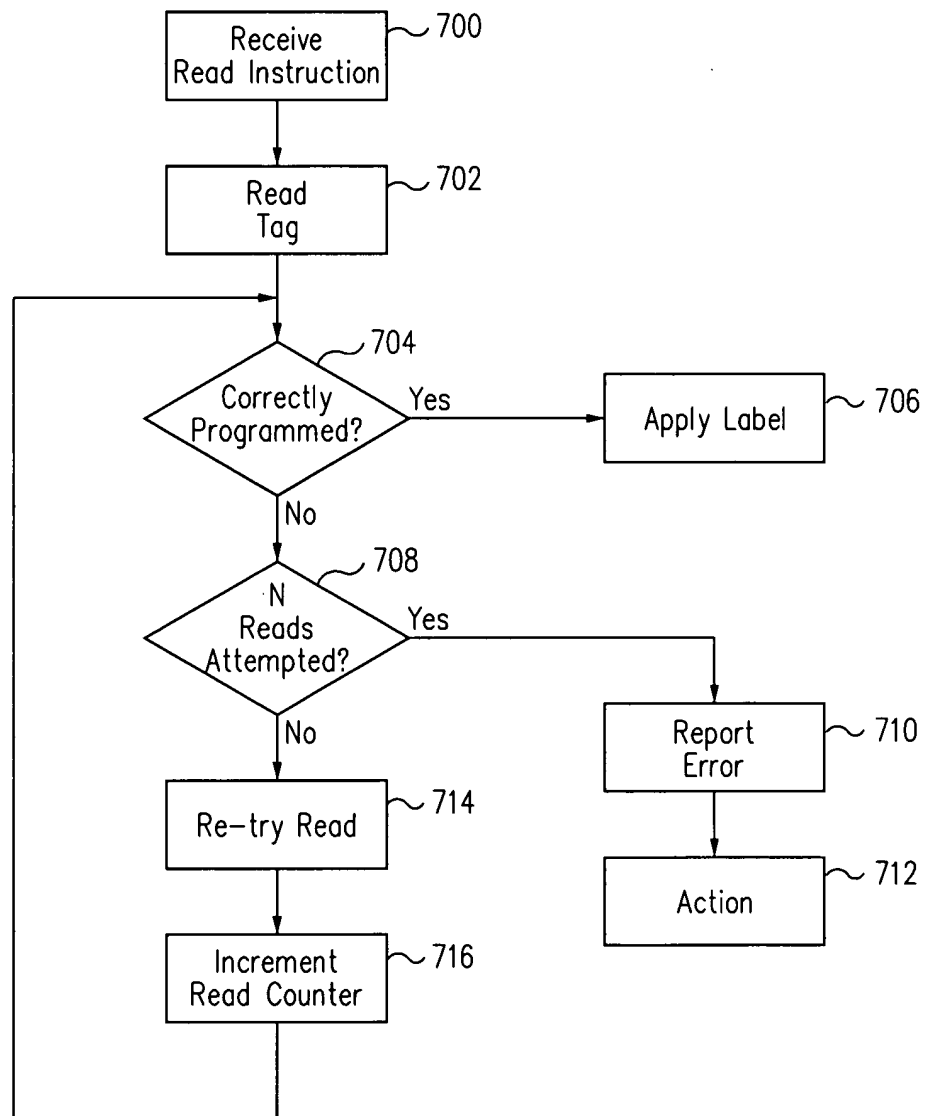 Receive
Read Instruction
700
Read
Tag
702
Correctly
Programmed?
704
Yes
Apply Label
706
No
N
Reads
Attempted?
708
Yes
Report
Error
710
No
Re-try Read
714
Action
712
Increment
Read Counter
716